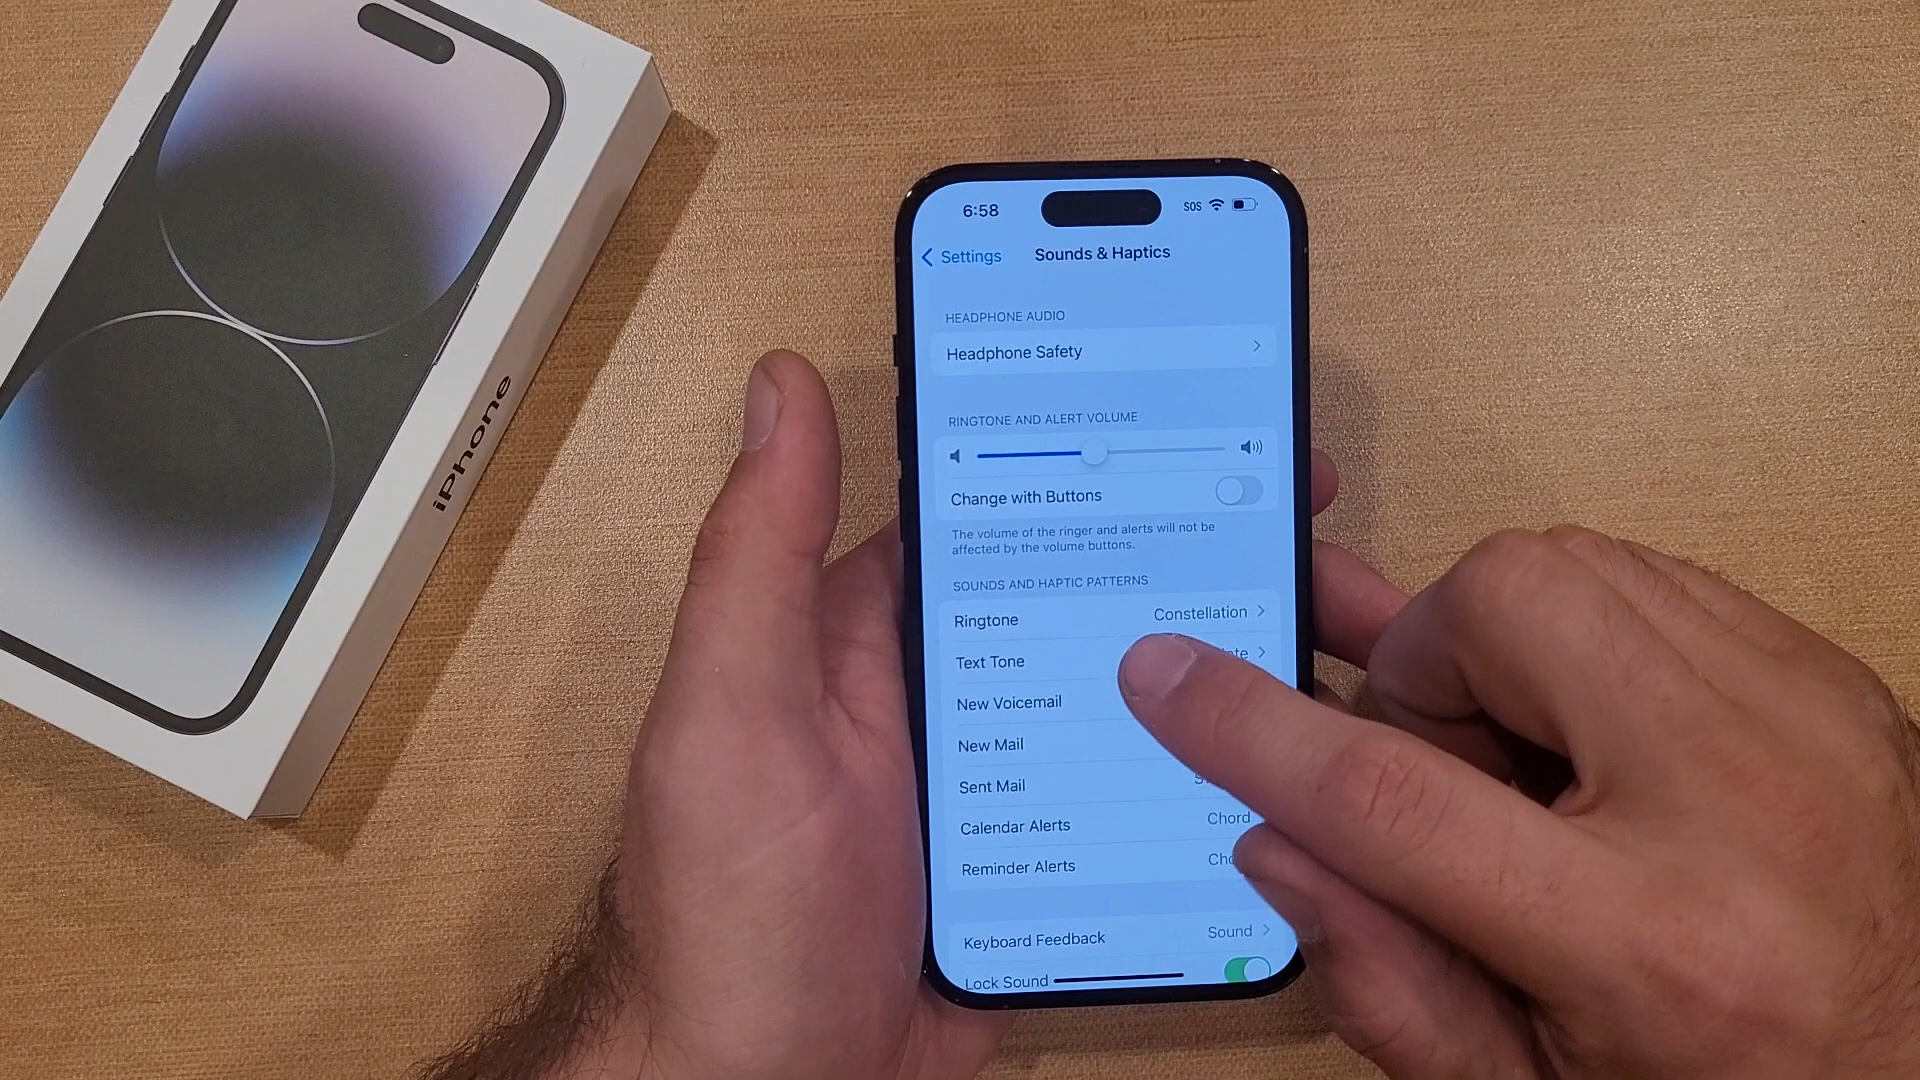 iPhone
6:58
SOS
Settings
Sounds & Haptics
HEADPHONE AUDIO
Headphone Safety
RINGTONE AND ALERT VOLUME
Change with Buttons
The volume of the ringer and alerts will not be
affected by the volume buttons.
SOUNDS AND HAPTIC PATTERNS
Ringtone Constellation
Text Tone
New Voicemail
New Mail
Sent Mail
Calendar Alerts Chord
Reminder Alerts
Keyboard Feedback Sound
Lock Sound